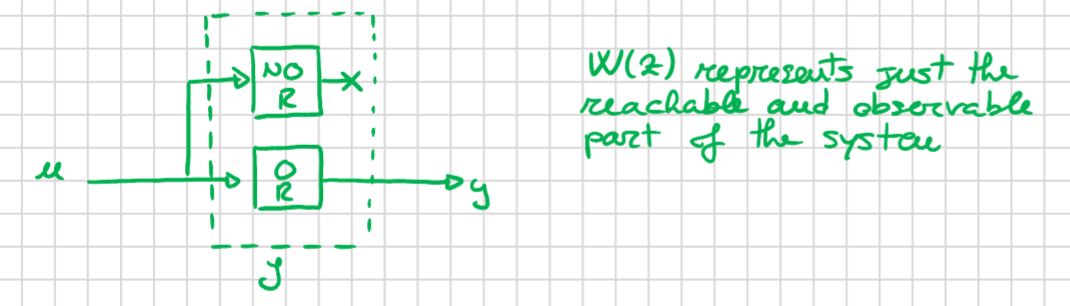 NO
R
W(z) represents just the
reachable and observable
part of the system
u
O
R
y
S